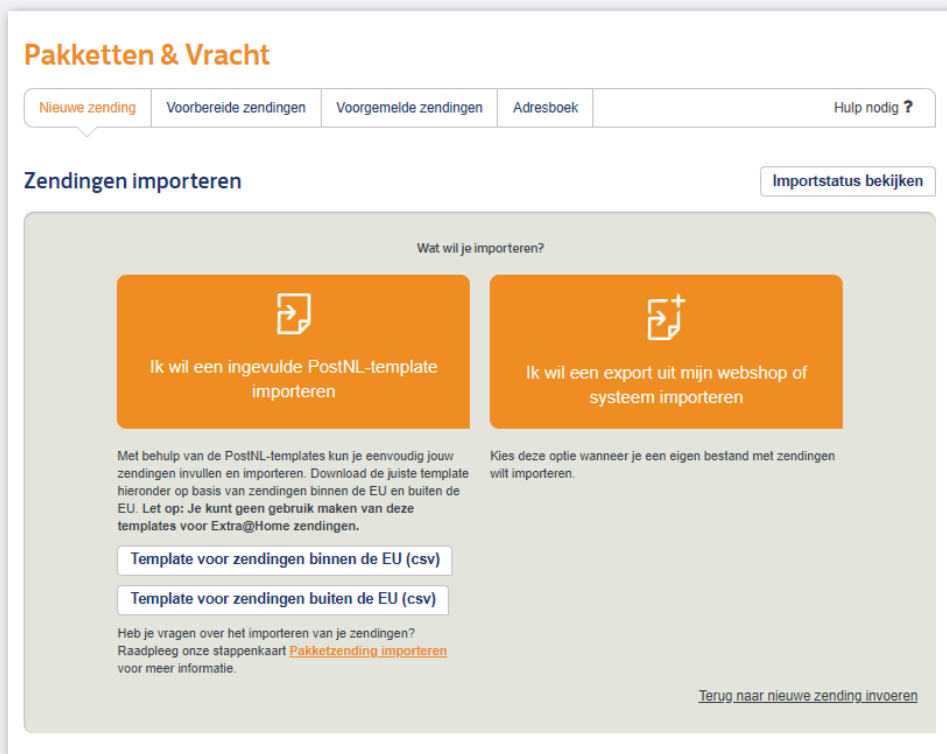 Pakketten & Vracht
Nieuwe zending
Voorbereide zendingen
Voorgemelde zendingen
Adresboek
Hulp nodig ?
Zendingen importeren
Importstatus bekijken
Wat wil je importeren?
Ik wil een ingevulde PostNL-template
importeren
Ik wil een export uit mijn webshop of
systeem importeren
Met behulp van de PostNL-templates kun je eenvoudig jouw
zendingen invullen en importeren. Download de juiste template
hieronder op basis van zendingen binnen de EU en buiten de
EU. Let op: Je kunt geen gebruik maken van deze
templates voor Extra@Home zendingen.
Kies deze optie wanneer je een eigen bestand met zendingen
wilt importeren.
Template voor zendingen binnen de EU (csv)
Template voor zendingen buiten de EU (csv)
Heb je vragen over het importeren van je zendingen?
Raadpleeg onze stappenkaart Pakketzending importeren
voor meer informatie.
Terug naar nieuwe zending invoeren